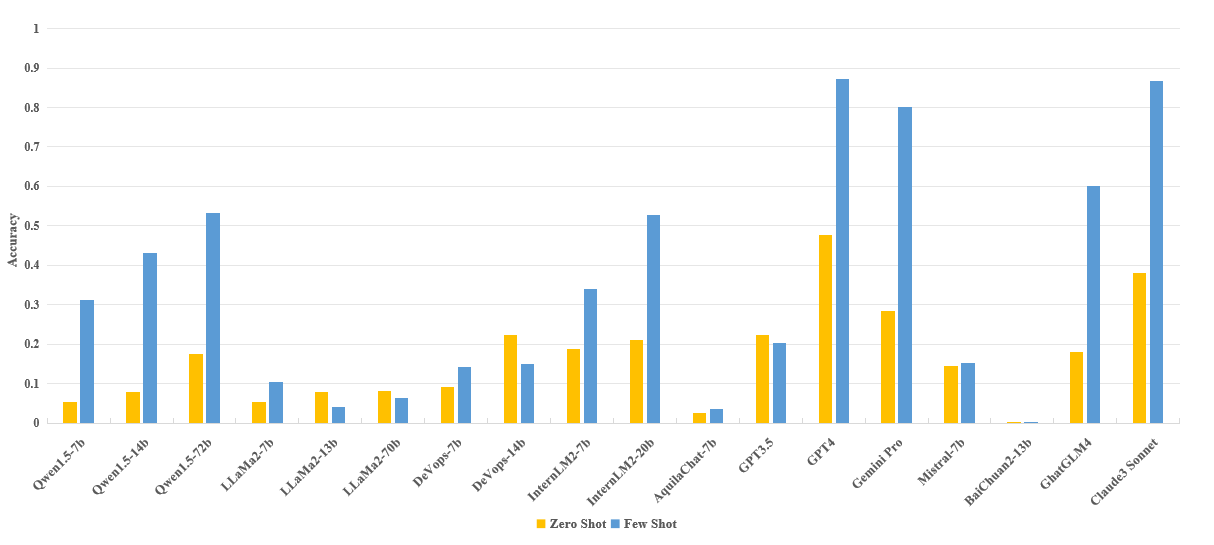 1
0.9
0.8
0.7
0.6
0.5
0.4
0.3
0.2
0.1
0
Accuracy
Qwen1.5-7b
Qwen1.5-14b
Qwen1.5-72b
LLaMa2-7b
LLaMa2-13b
LLaMa2-70b
DeVops-7b
DeVops-14b
InternLM2-7b
InternLM2-20b
AquilaChat-7b
GPT3.5
GPT4
Gemini Pro
Mistral-7b
BaiChuan2-13b
GhatGLM4
Claude3 Sonnet
Zero Shot Few Shot